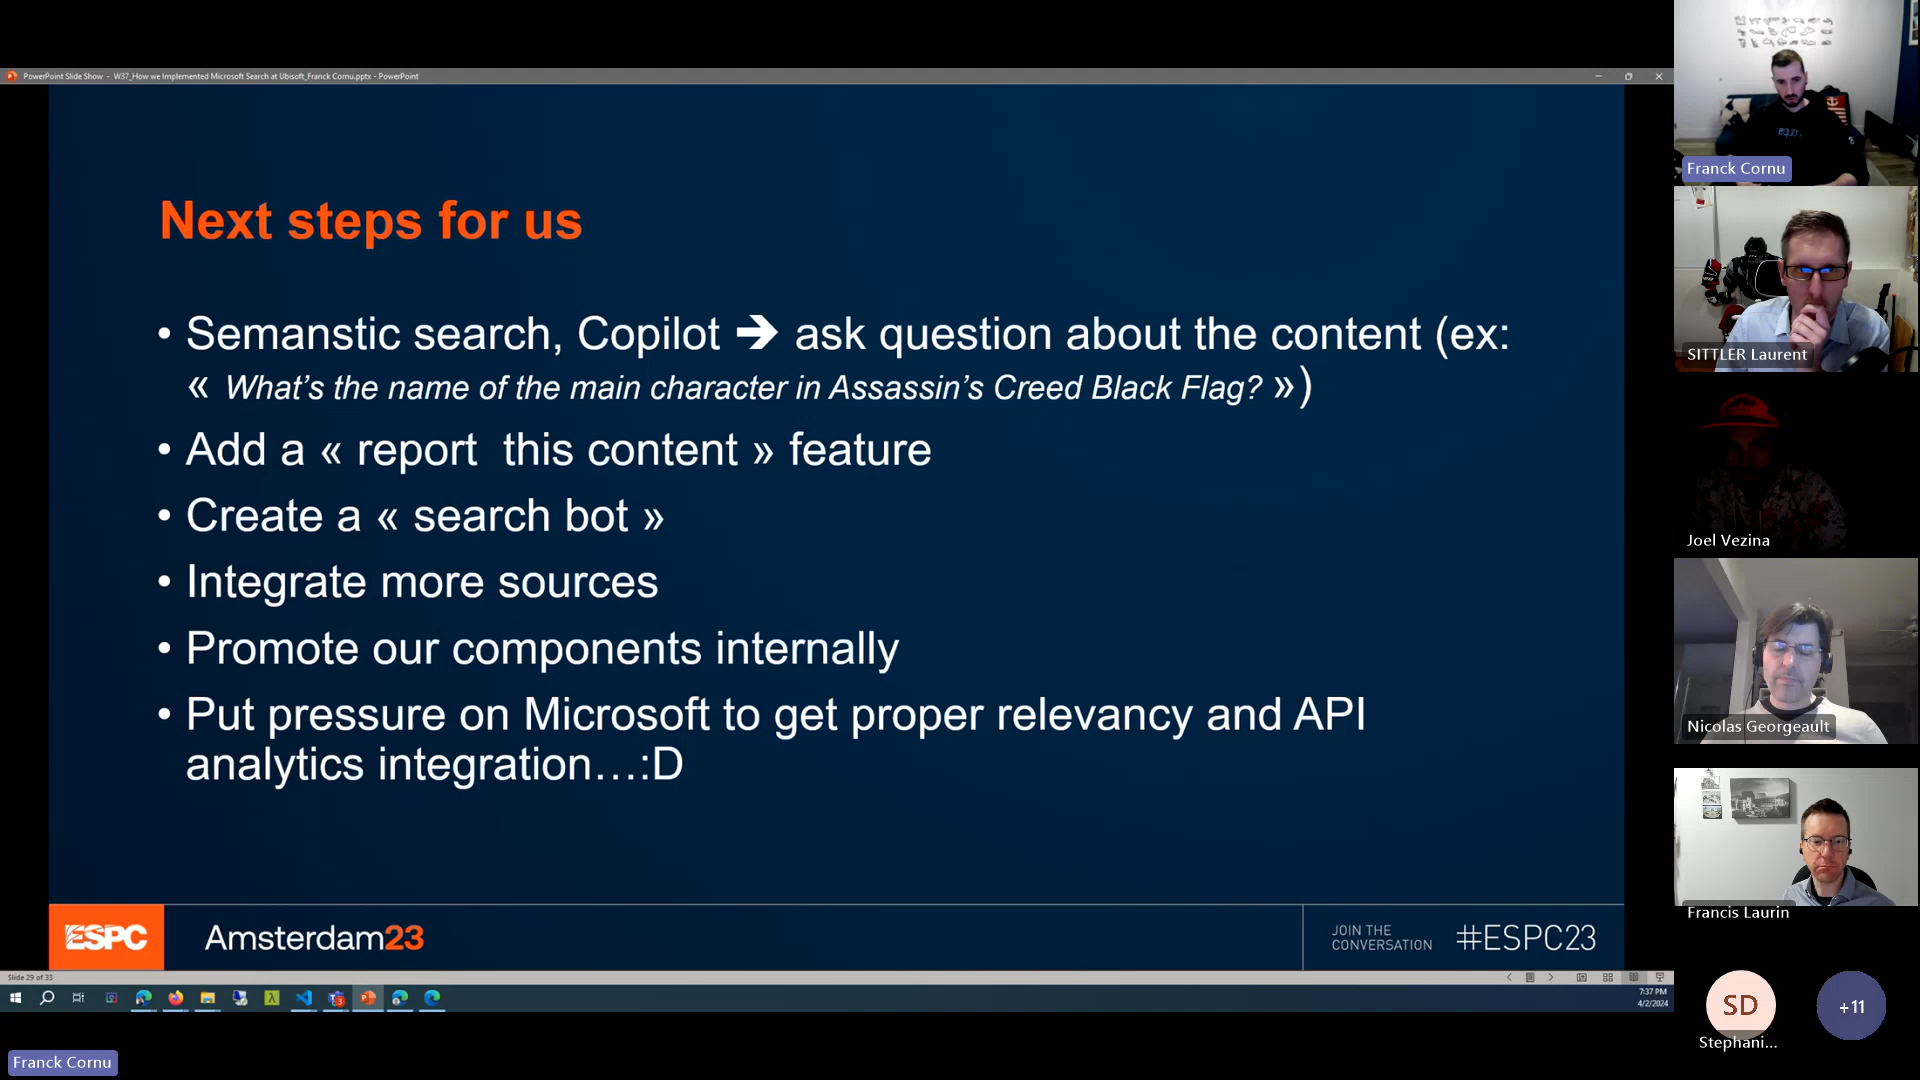 PowerPoint Slide Show - W37_How we Implemented Microsoft Search at Ubisoft_Franck Cornu.pptx - PowerPoint
Next steps for us
• Semanstic search, Copilot ➔ ask question about the content (ex:
« What's the name of the main character in Assassin's Creed Black Flag? »)
• Add a « report this content » feature
• Create a « search bot »
• Integrate more sources
• Promote our components internally
• Put pressure on Microsoft to get proper relevancy and API
analytics integration…:D
ESPC
Amsterdam23
JOIN THE
CONVERSATION
#ESPC23
Slide 29 of 33
7:37 PM
4/2/2024
Franck Cornu
Franck Cornu
SITTLER Laurent
Joel Vezina
Nicolas Georgeault
Francis Laurin
SD
Stephani...
+11